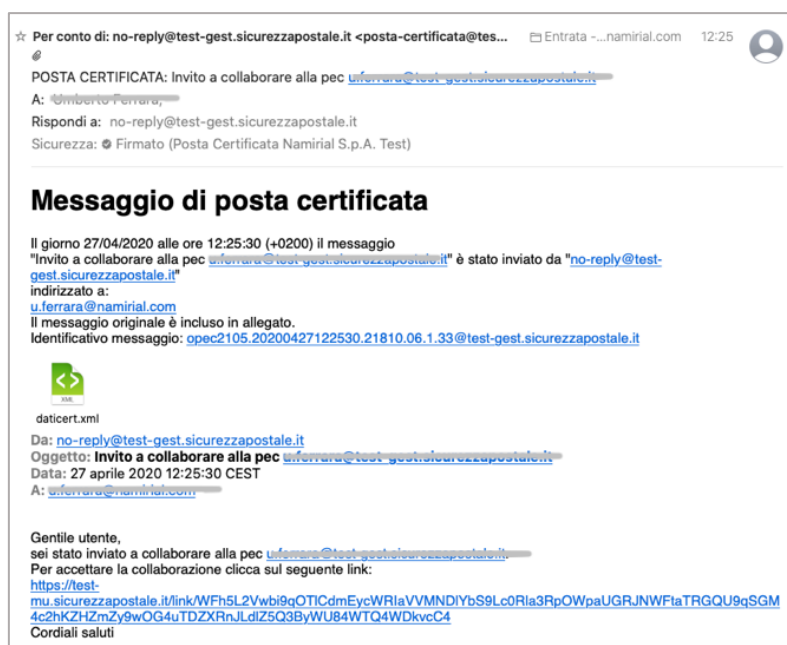 Per conto di: no-reply@test-gest.sicurezzapostale.it <posta-certificata@tes... Entrata -...namirial.com 12:25
POSTA CERTIFICATA: Invito a collaborare alla pec
A:
Rispondi a: no-reply@test-gest.sicurezzapostale.it
Sicurezza: Firmato (Posta Certificata Namirial S.p.A. Test)
Messaggio di posta certificata
Il giorno 27/04/2020 alle ore 12:25:30 (+0200) il messaggio
"Invito a collaborare alla pec " è stato inviato da "no-reply@test-
gest.sicurezzapostale.it"
indirizzato a:
u.ferrara@namirial.com
Il messaggio originale è incluso in allegato.
Identificativo messaggio: opec2105.20200427122530.21810.06.1.33@test-gest.sicurezzapostale.it
XML
daticert.xml
Da: no-reply@test-gest.sicurezzapostale.it
Oggetto: Invito a collaborare alla pec
Data: 27 aprile 2020 12:25:30 CEST
A:
Gentile utente,
sei stato inviato a collaborare alla pec
Per accettare la collaborazione clicca sul seguente link:
https://test-
mu.sicurezzapostale.it/link/WFh5L2Vwbi9qOTlCdmEycWRIaVVMNDlYbS9Lc0Rla3RpOWpaUGRJNWFtaTRGQU9qSGM
4c2hKZHZmZy9wOG4uTDZXRnJLdlZ5Q3ByWU84WTQ4WDkvcC4
Cordiali saluti